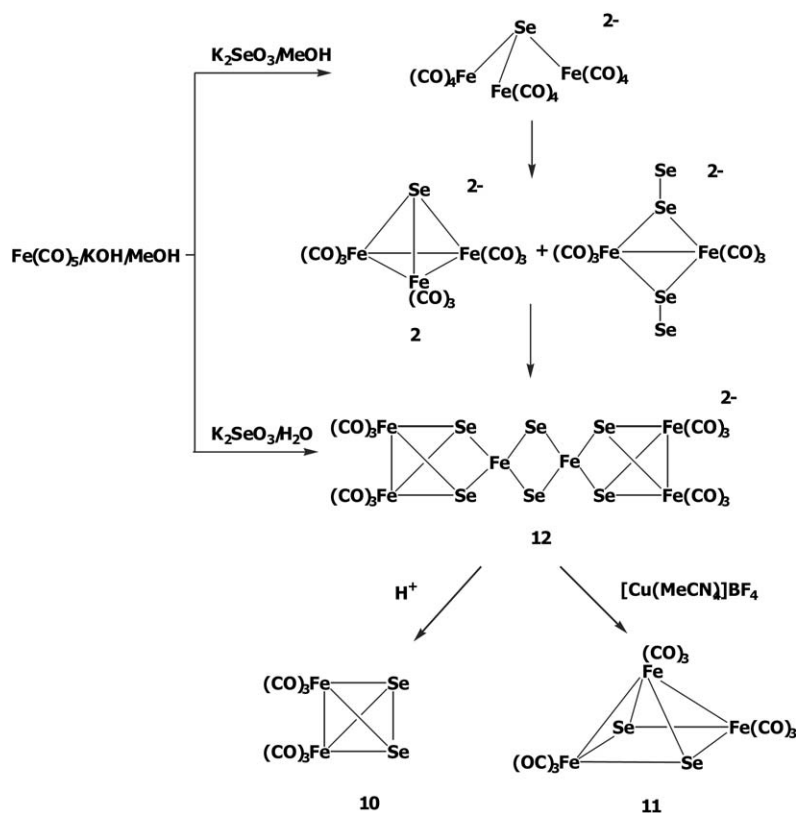 Se 2-
K2SeO3/MeOH
(CO)4Fe Fe(CO)4 Fe(CO)4
Se 2- Se 2-
Se
Fe(CO)5/KOH/MeOH
(CO)3Fe Fe(CO)3 + (CO)3Fe Fe(CO)3
Fe
(CO)3
Se
2 Se
K2SeO3/H2O
2-
(CO)3Fe Se Se Se Fe(CO)3
Fe Fe
(CO)3Fe Se Se Se Fe(CO)3
12
H+ [Cu(MeCN)4]BF4
(CO)3
Fe
(CO)3Fe Se
Se Fe(CO)3
(CO)3Fe Se
(OC)3Fe Se
10 11